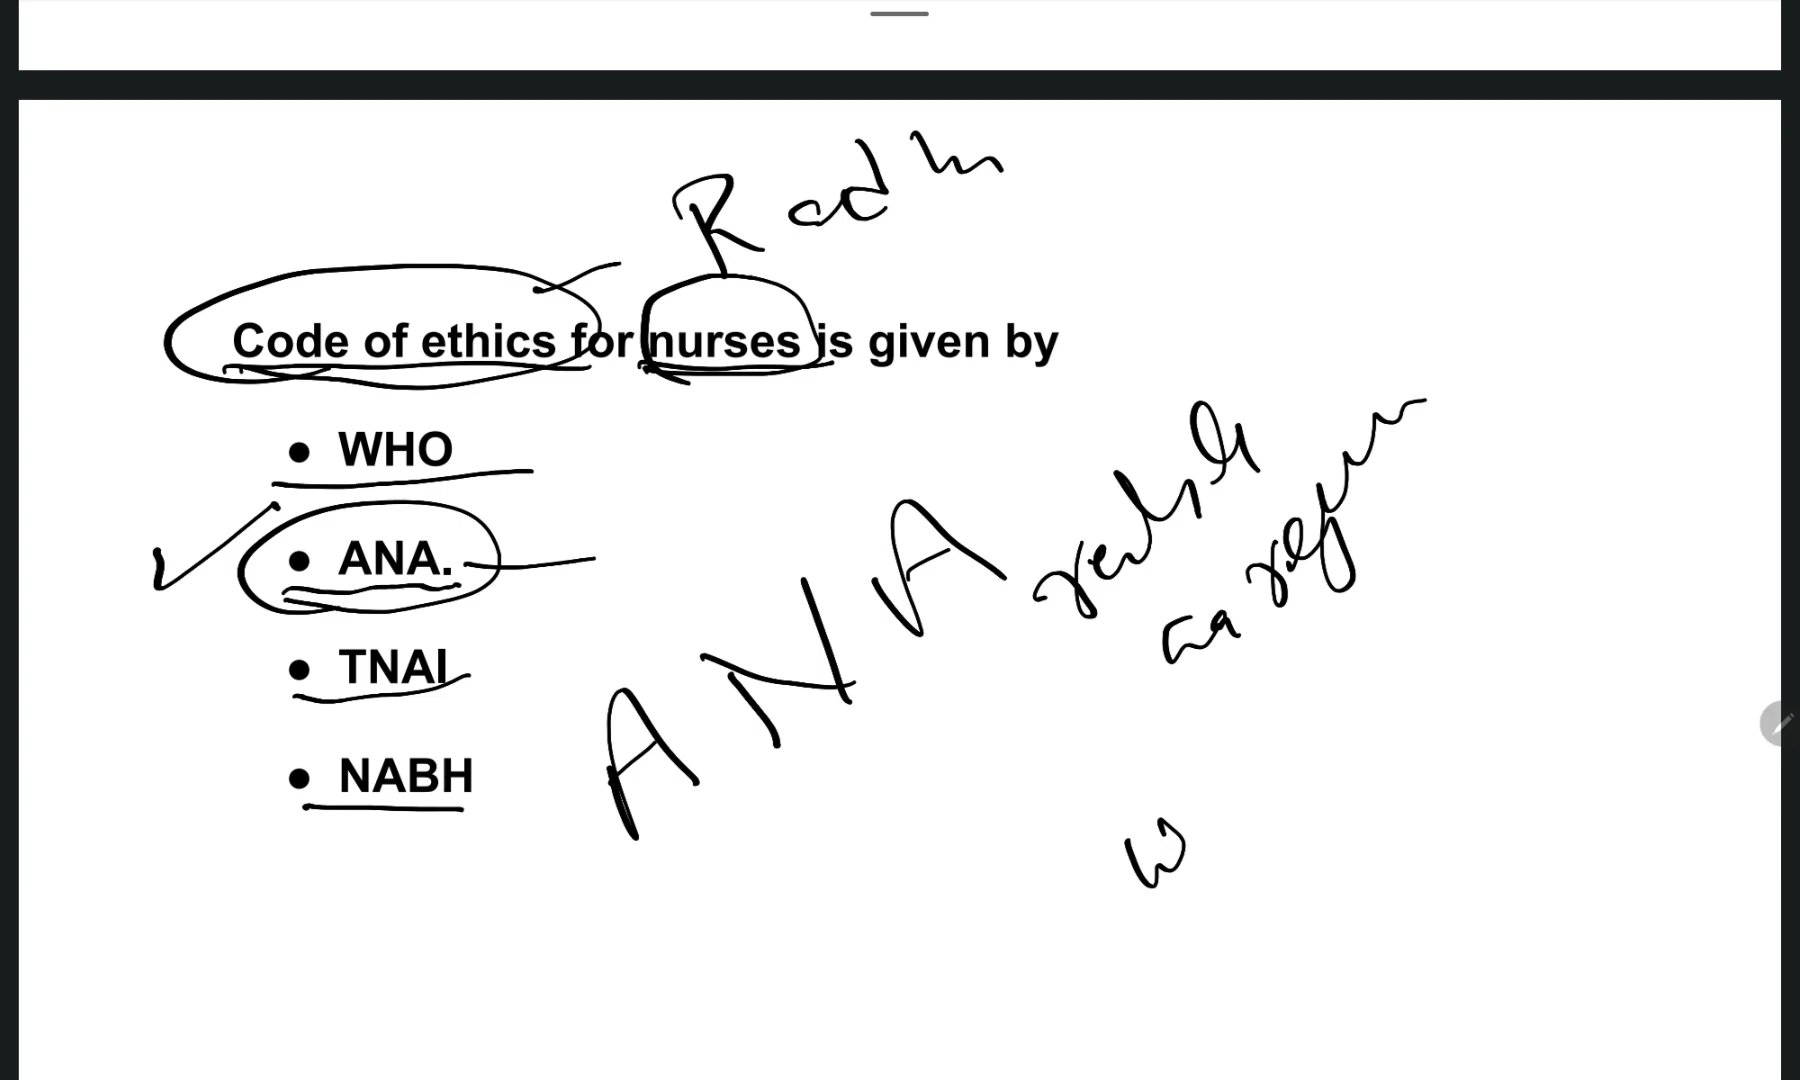 Code of ethics for nurses is given by
● WHO
● ANA.
● TNAI
● NABH
ANA